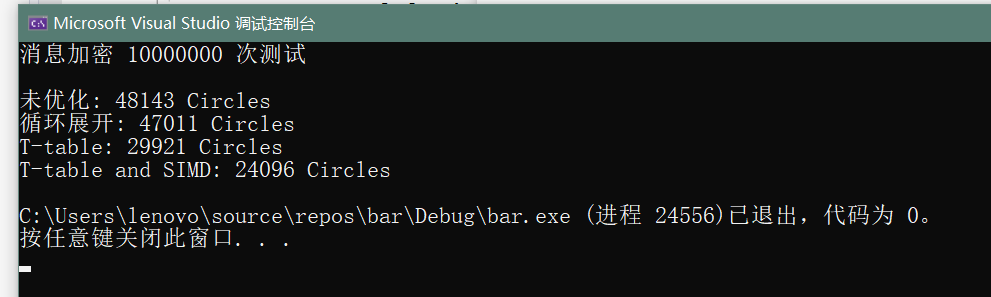 Microsoft Visual Studio 调试控制台
消息加密 10000000 次测试
未优化: 48143 Circles
循环展开: 47011 Circles
T-table: 29921 Circles
T-table and SIMD: 24096 Circles
C:\Users\lenovo\source\repos\bar\Debug\bar.exe (进程 24556)已退出，代码为 0。
按任意键关闭此窗口. . .